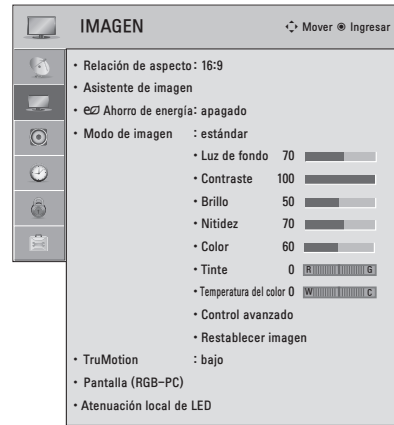 IMAGEN Mover Ingresar
• Relación de aspecto : 16:9
• Asistente de imagen
• Ahorro de energía : apagado
• Modo de imagen : estándar
• Luz de fondo 70
• Contraste 100
• Brillo 50
• Nitidez 70
• Color 60
• Tinte 0 R G
• Temperatura del color 0 W C
• Control avanzado
• Restablecer imagen
• TruMotion : bajo
• Pantalla (RGB-PC)
• Atenuación local de LED